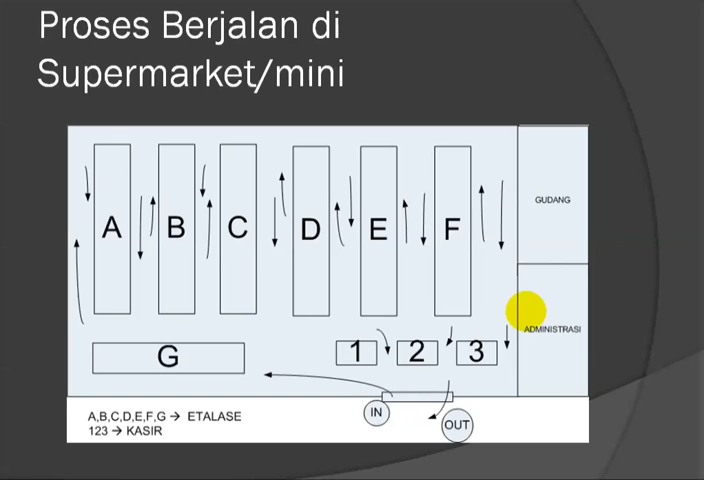 Proses Berjalan di
Supermarket/mini
GUDANG
A B C D E F
ADMINISTRASI
G 1 2 3
IN
OUT
A,B,C,D,E,F,G → ETALASE
123 → KASIR